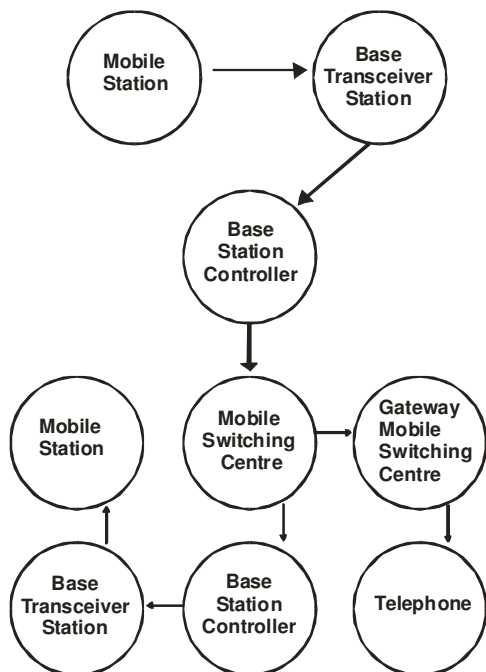 Mobile
Station
Base
Transceiver
Station
Base
Station
Controller
Mobile
Station
Mobile
Switching
Centre
Gateway
Mobile
Switching
Centre
Base
Transceiver
Station
Base
Station
Controller
Telephone